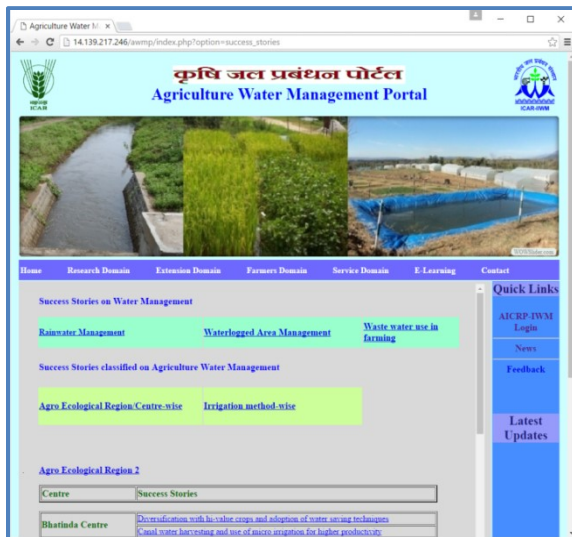 Agriculture Water M
14.139.217.246/awmp/index.php?option=success_stories
कृषि जल प्रबंधन पोर्टल
Agriculture Water Management Portal
ICAR
ICAR-IWM
Home Research Domain Extension Domain Farmers Domain Service Domain E-Learning Contact
Success Stories on Water Management
Rainwater Management Waterlogged Area Management Waste water use in
farming
Success Stories classified on Agriculture Water Management
Agro Ecological Region/Centre-wise Irrigation method-wise
Agro Ecological Region 2
Centre Success Stories
Bhatinda Centre Diversification with hi-value crops and adoption of water saving techniques
Canal water harvesting and use of micro irrigation for higher productivity
Quick Links
AICRP-IWM
Login
News
Feedback
Latest
Updates